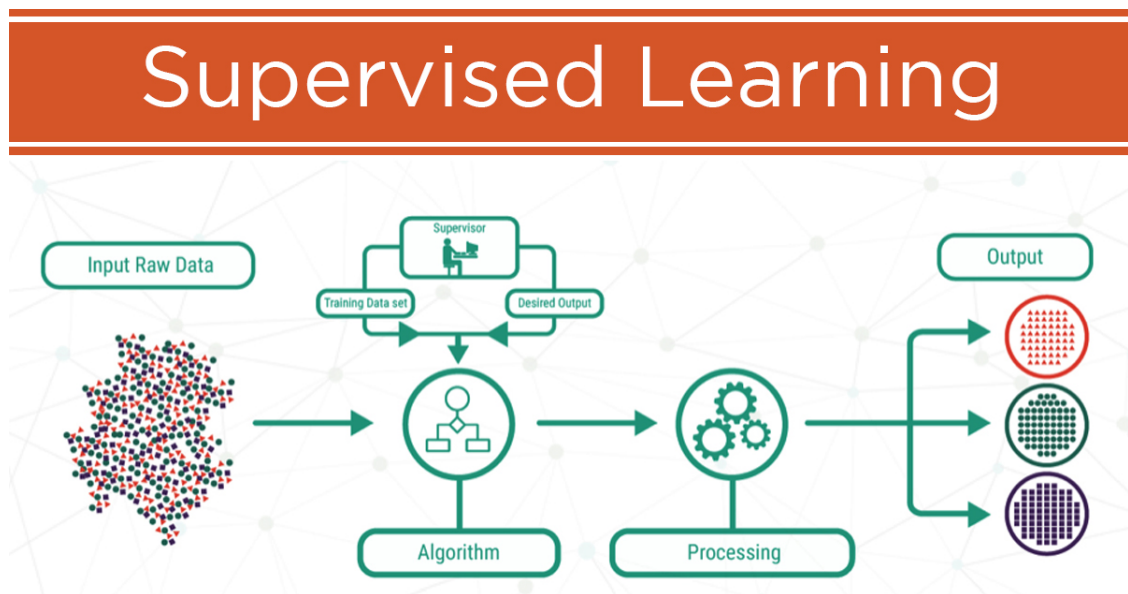 Supervised Learning
Input Raw Data
Supervisor
Training Data set
Desired Output
Algorithm
Processing
Output